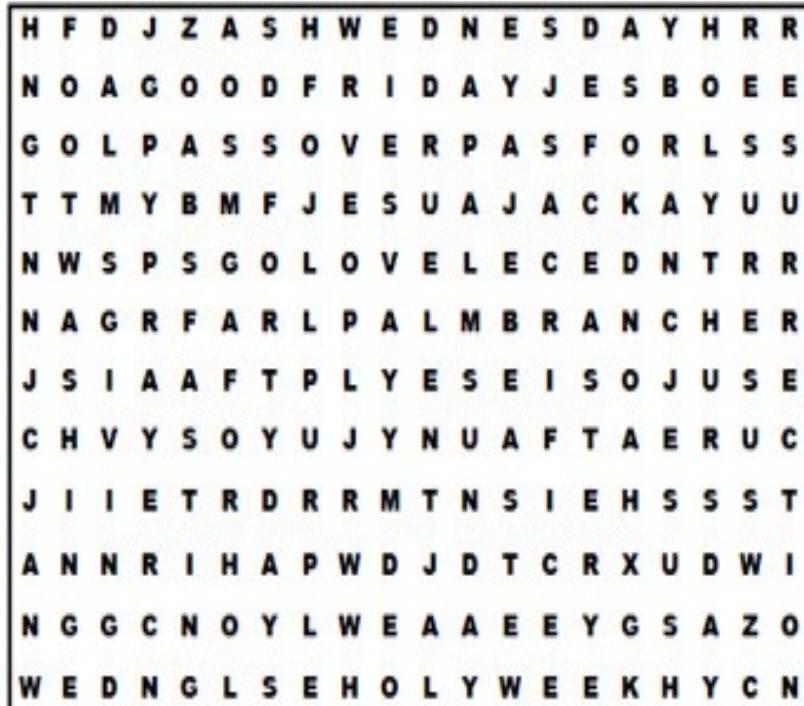 H F D J Z A S H W E D N E S D A Y H R R
N O A G O O D F R I D A Y J E S B O E E
G O L P A S S O V E R P A S F O R L S S
T T M Y B M F J E S U A J A C K A Y U U
N W S P S G O L O V E L E C E D N T R R
N A G R F A R L P A L M B R A N C H E R
J S I A A F T P L Y E S E I S O J U S E
C H V Y S O Y U J Y N U A F T A E R U C
J I I E T R D R R M T N S I E H S S S T
A N N R I H A P W D J D T C R X U D W I
N G G C N O Y L W E A A E E Y G S A Z O
W E D N G L S E H O L Y W E E K H Y C N